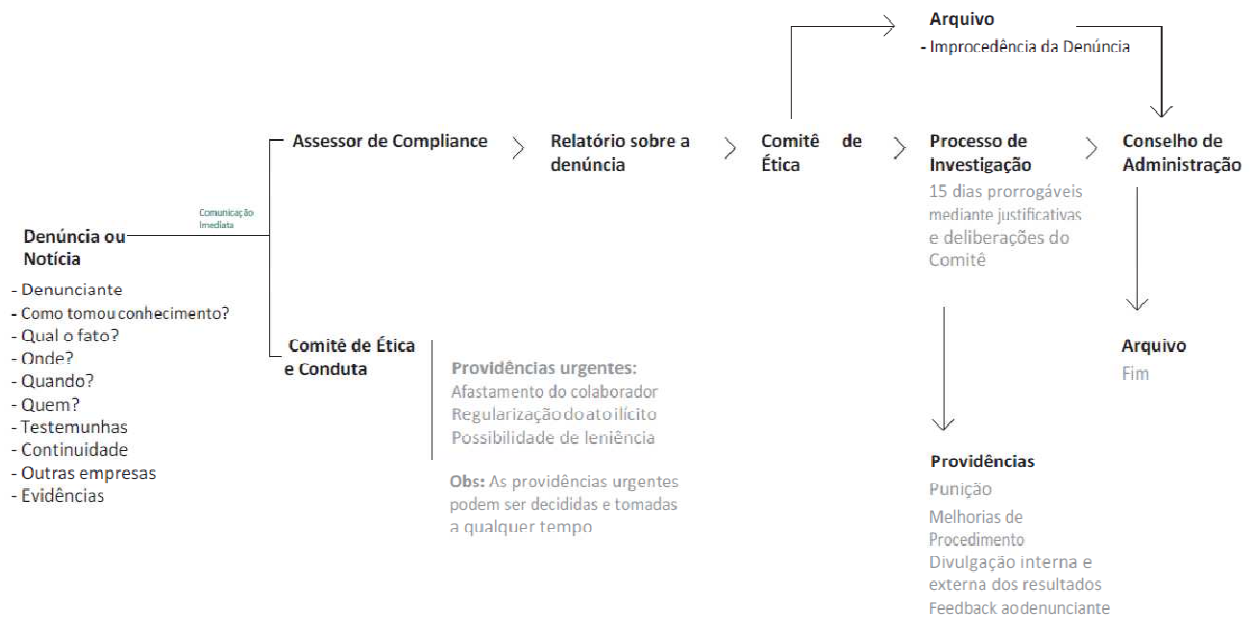 Arquivo
- Improcedência da Denúncia
Assessor de Compliance
Relatório sobre a
denúncia
Comitê de
Ética
Processo de
Investigação
15 dias prorrogáveis
mediante justificativas
e deliberações do
Comitê
Conselho de
Administração
Comunicação
Imediata
Denúncia ou
Notícia
- Denunciante
- Como tomou conhecimento?
- Qual o fato?
- Onde?
- Quando?
- Quem?
- Testemunhas
- Continuidade
- Outras empresas
- Evidências
Comitê de Ética
e Conduta
Providências urgentes:
Afastamento do colaborador
Regularização do ato ilícito
Possibilidade de leniência
Obs: As providências urgentes
podem ser decididas e tomadas
a qualquer tempo
Arquivo
Fim
Providências
Punição
Melhorias de
Procedimento
Divulgação interna e
externa dos resultados
Feedback aodenunciante